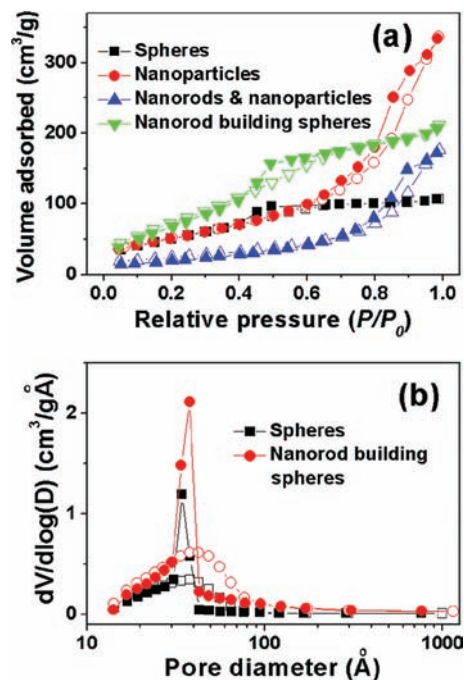 (a)
Spheres
Nanoparticles
Nanorods & nanoparticles
Nanorod building spheres
Volume adsorbed (cm³/g)
300
200
100
0
0.0 0.2 0.4 0.6 0.8 1.0
Relative pressure (P/P₀)
(b)
Spheres
Nanorod building
spheres
dV/dlog(D) (cm³/gÅ)
2
1
0
10 100 1000
Pore diameter (Å)